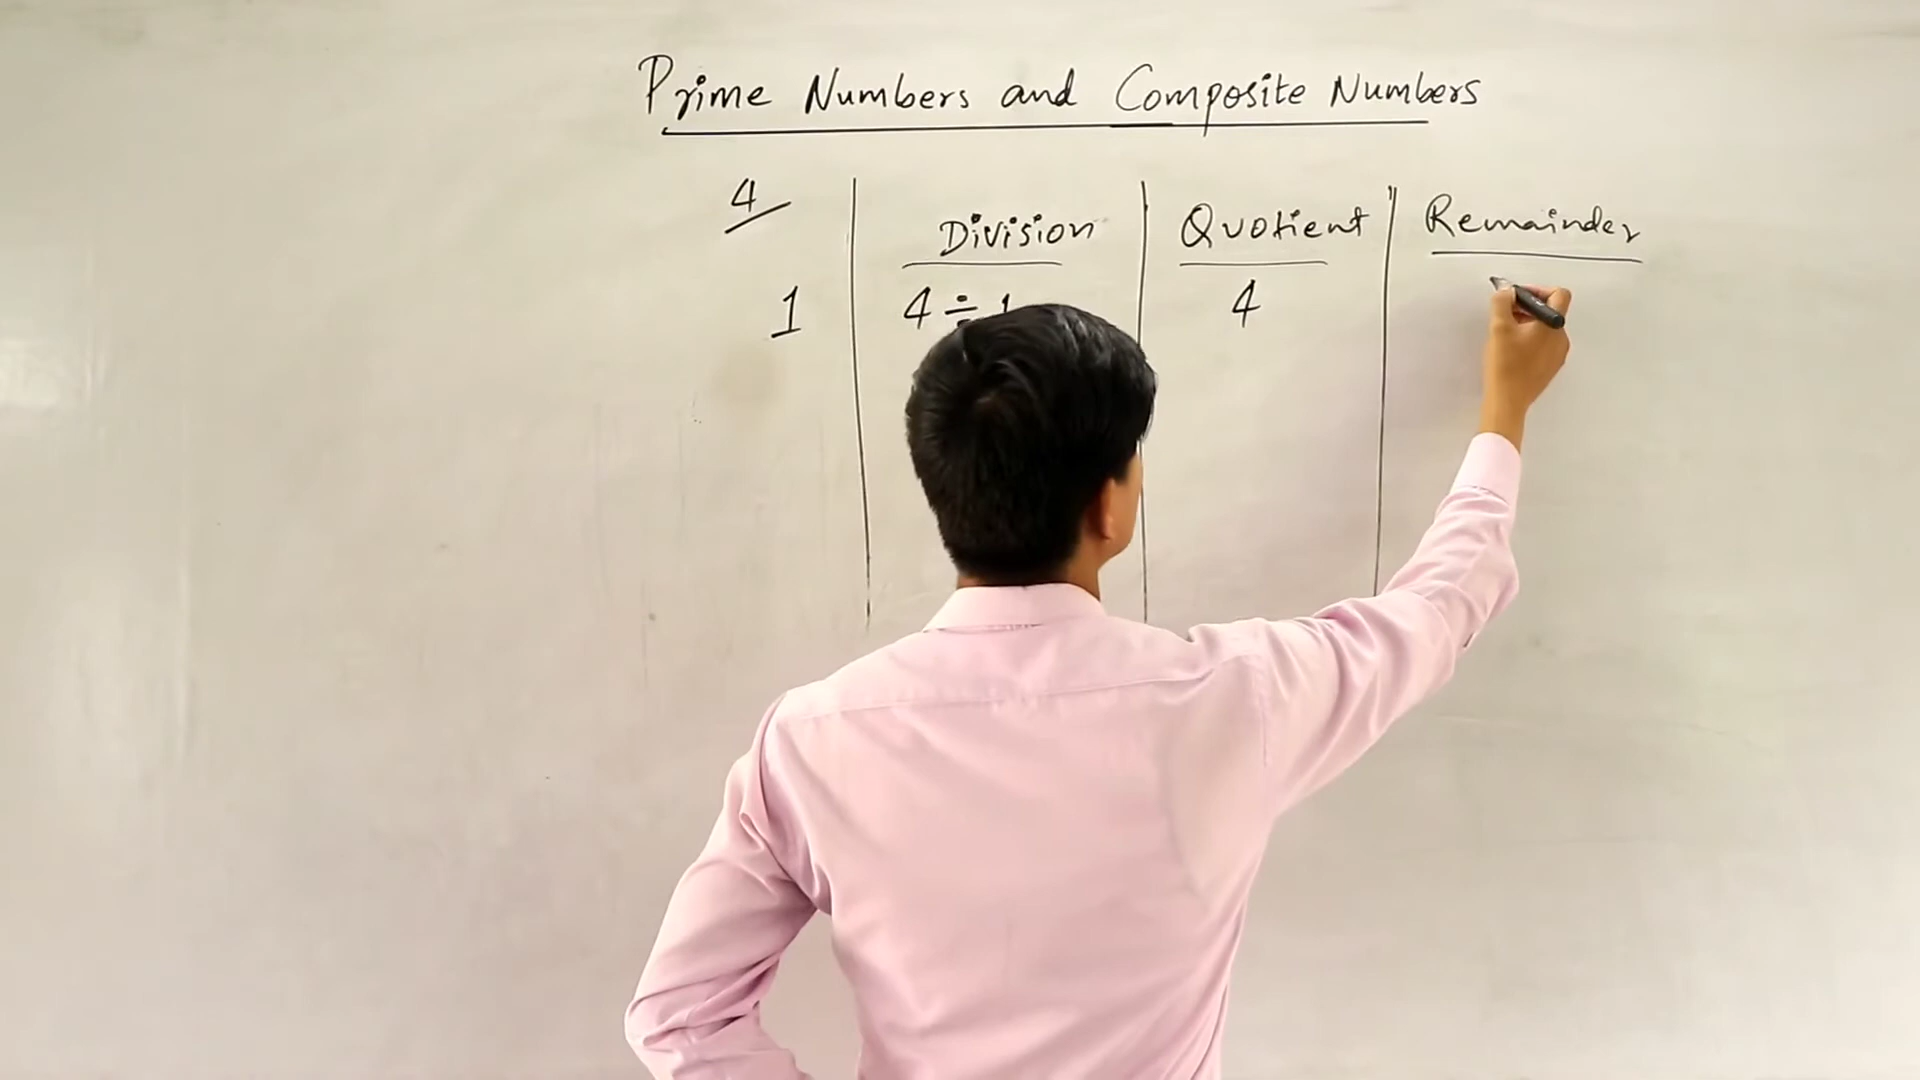 Prime Numbers and Composite Numbers
4 Division Quotient Remainder
1 4 ÷ 1 4